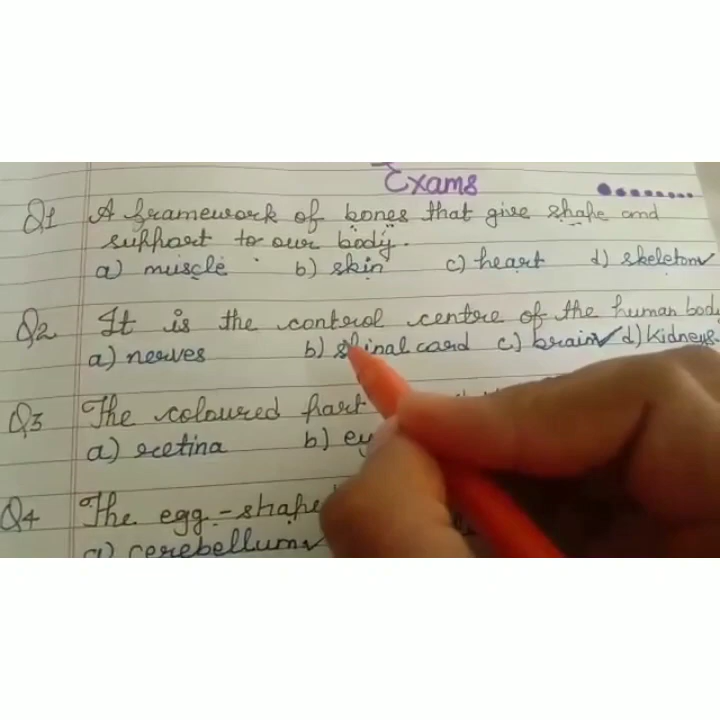 Exams
Q1 A framework of bones that give shape and
support to our body.
a) muscle b) skin c) heart d) skeleton
Q2 It is the control centre of the human body
a) nerves b) spinal cord c) brain d) kidneys.
Q3 The coloured part
a) retina b) ey
Q4 The egg-shape
a) cerebellum